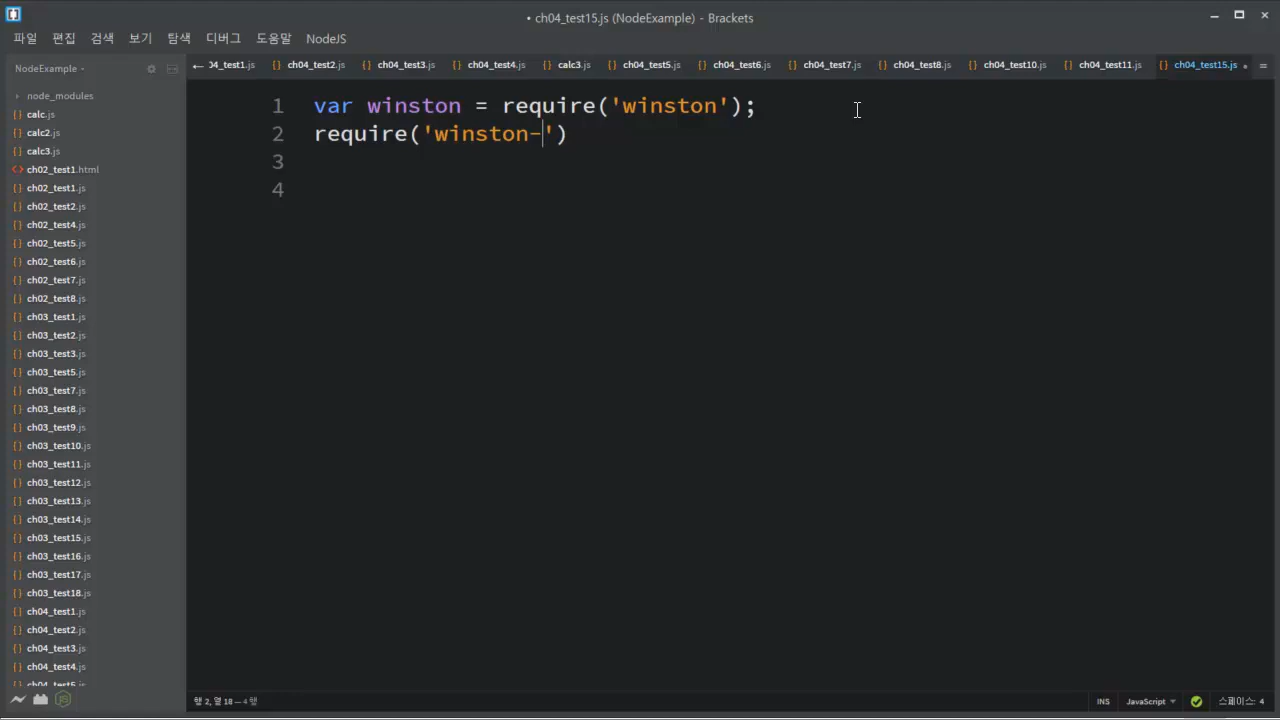 • ch04_test15.js (NodeExample) - Brackets
파일 편집 검색 보기 탐색 디버그 도움말 NodeJS
NodeExample
← 34_test1.js ch04_test2.js ch04_test3.js ch04_test4.js calc3.js ch04_test5.js ch04_test6.js ch04_test7.js ch04_test8.js ch04_test10.js ch04_test11.js ch04_test15.js •
node_modules
calc.js
calc2.js
calc3.js
ch02_test1.html
ch02_test1.js
ch02_test2.js
ch02_test4.js
ch02_test5.js
ch02_test6.js
ch02_test7.js
ch02_test8.js
ch03_test1.js
ch03_test2.js
ch03_test3.js
ch03_test5.js
ch03_test7.js
ch03_test8.js
ch03_test9.js
ch03_test10.js
ch03_test11.js
ch03_test12.js
ch03_test13.js
ch03_test14.js
ch03_test15.js
ch03_test16.js
ch03_test17.js
ch03_test18.js
ch04_test1.js
ch04_test2.js
ch04_test3.js
ch04_test4.js
ch04_test5.js
1 var winston = require('winston');
2 require('winston-')
3
4
행 2, 열 18 — 4 행
INS JavaScript 스페이스: 4